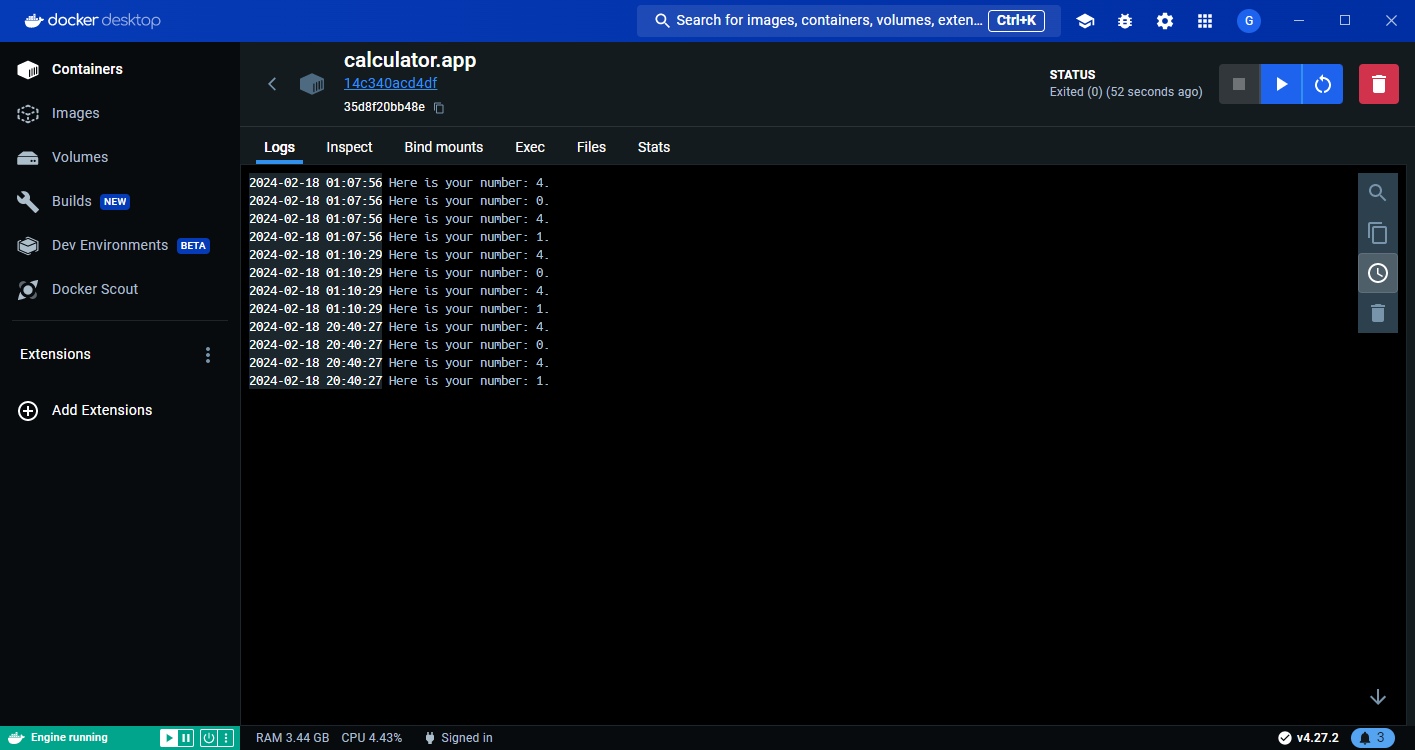 docker desktop
Search for images, containers, volumes, exten... Ctrl+K
G
Containers
Images
Volumes
Builds NEW
Dev Environments BETA
Docker Scout
Extensions
Add Extensions
calculator.app
14c340acd4df
35d8f20bb48e
STATUS
Exited (0) (52 seconds ago)
Logs Inspect Bind mounts Exec Files Stats
2024-02-18 01:07:56 Here is your number: 4.
2024-02-18 01:07:56 Here is your number: 0.
2024-02-18 01:07:56 Here is your number: 4.
2024-02-18 01:07:56 Here is your number: 1.
2024-02-18 01:10:29 Here is your number: 4.
2024-02-18 01:10:29 Here is your number: 0.
2024-02-18 01:10:29 Here is your number: 4.
2024-02-18 01:10:29 Here is your number: 1.
2024-02-18 20:40:27 Here is your number: 4.
2024-02-18 20:40:27 Here is your number: 0.
2024-02-18 20:40:27 Here is your number: 4.
2024-02-18 20:40:27 Here is your number: 1.
Engine running
RAM 3.44 GB CPU 4.43% Signed in
v4.27.2
3